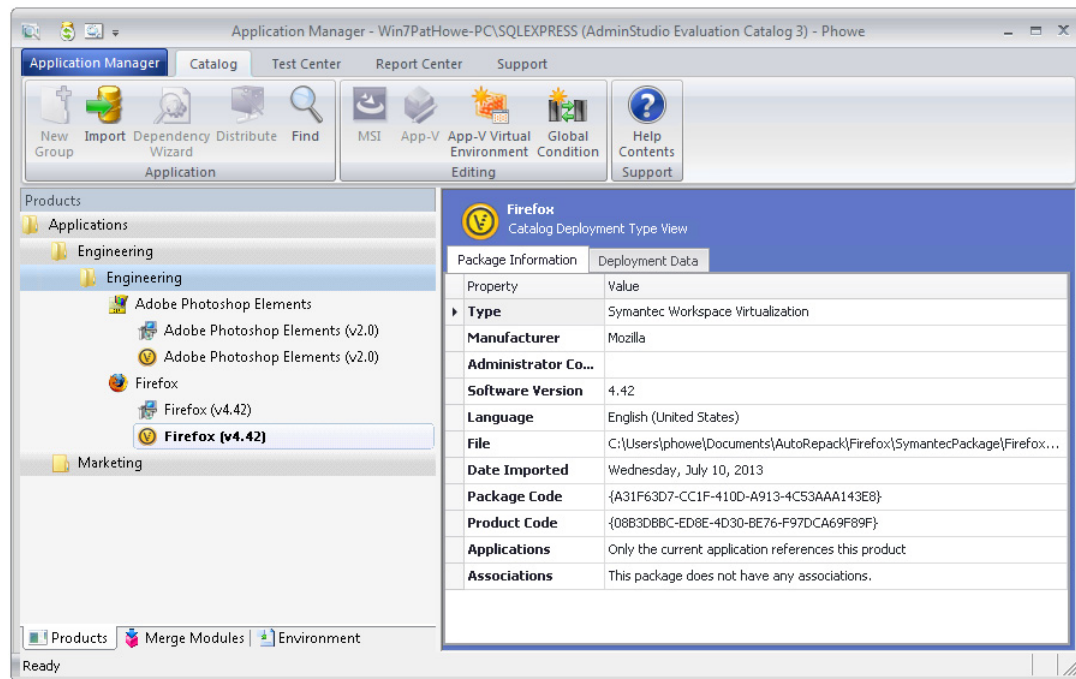 Application Manager - Win7PatHowe-PC\SQLEXPRESS (AdminStudio Evaluation Catalog 3) - Phowe
Application Manager Catalog Test Center Report Center Support
New Group Import Dependency Wizard Distribute Find MSI App-V App-V Virtual Environment Global Condition Help Contents
Application Editing Support
Products
Applications
Engineering
Engineering
Adobe Photoshop Elements
Adobe Photoshop Elements (v2.0)
Adobe Photoshop Elements (v2.0)
Firefox
Firefox (v4.42)
Firefox (v4.42)
Marketing
Products Merge Modules Environment
Firefox
Catalog Deployment Type View
Package Information Deployment Data
Property Value
Type Symantec Workspace Virtualization
Manufacturer Mozilla
Administrator Co...
Software Version 4.42
Language English (United States)
File C:\Users\phowe\Documents\AutoRepack\Firefox\SymantecPackage\Firefox...
Date Imported Wednesday, July 10, 2013
Package Code {A31F63D7-CC1F-410D-A913-4C53AAA143E8}
Product Code {08B3DBBC-ED8E-4D30-BE76-F97DCA69F89F}
Applications Only the current application references this product
Associations This package does not have any associations.
Ready